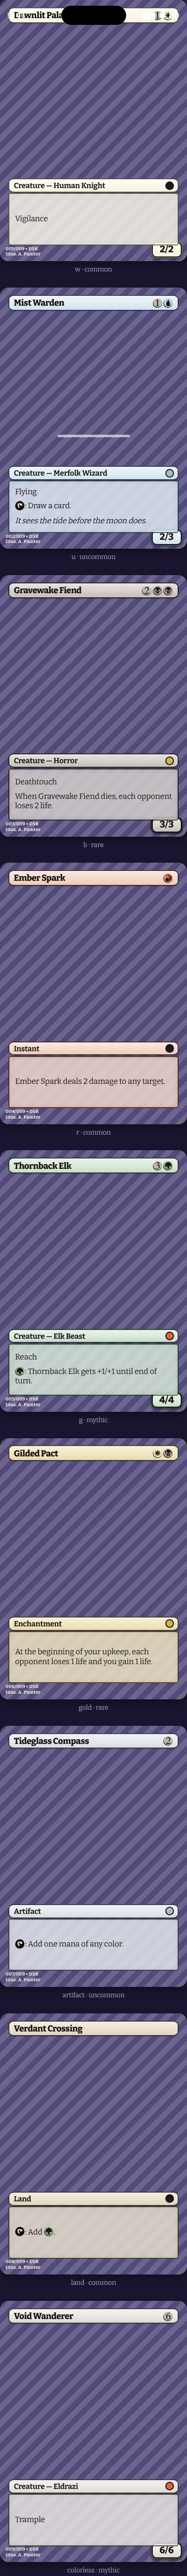 Creature — Human Knight
Vigilance
2/2
001/009 • DSR
Illus. A. Painter
w · common
Mist Warden
1
Creature — Merfolk Wizard
Flying
: Draw a card.
It sees the tide before the moon does.
2/3
002/009 • DSR
Illus. A. Painter
u · uncommon
Gravewake Fiend
2
Creature — Horror
Deathtouch
When Gravewake Fiend dies, each opponent
loses 2 life.
3/3
003/009 • DSR
Illus. A. Painter
b · rare
Ember Spark
Instant
Ember Spark deals 2 damage to any target.
004/009 • DSR
Illus. A. Painter
r · common
Thornback Elk
3
Creature — Elk Beast
Reach
: Thornback Elk gets +1/+1 until end of
turn.
4/4
005/009 • DSR
Illus. A. Painter
g · mythic
Gilded Pact
Enchantment
At the beginning of your upkeep, each
opponent loses 1 life and you gain 1 life.
006/009 • DSR
Illus. A. Painter
gold · rare
Tideglass Compass
2
Artifact
: Add one mana of any color.
007/009 • DSR
Illus. A. Painter
artifact · uncommon
Verdant Crossing
Land
: Add .
008/009 • DSR
Illus. A. Painter
land · common
Void Wanderer
6
Creature — Eldrazi
Trample
6/6
009/009 • DSR
Illus. A. Painter
colorless · mythic